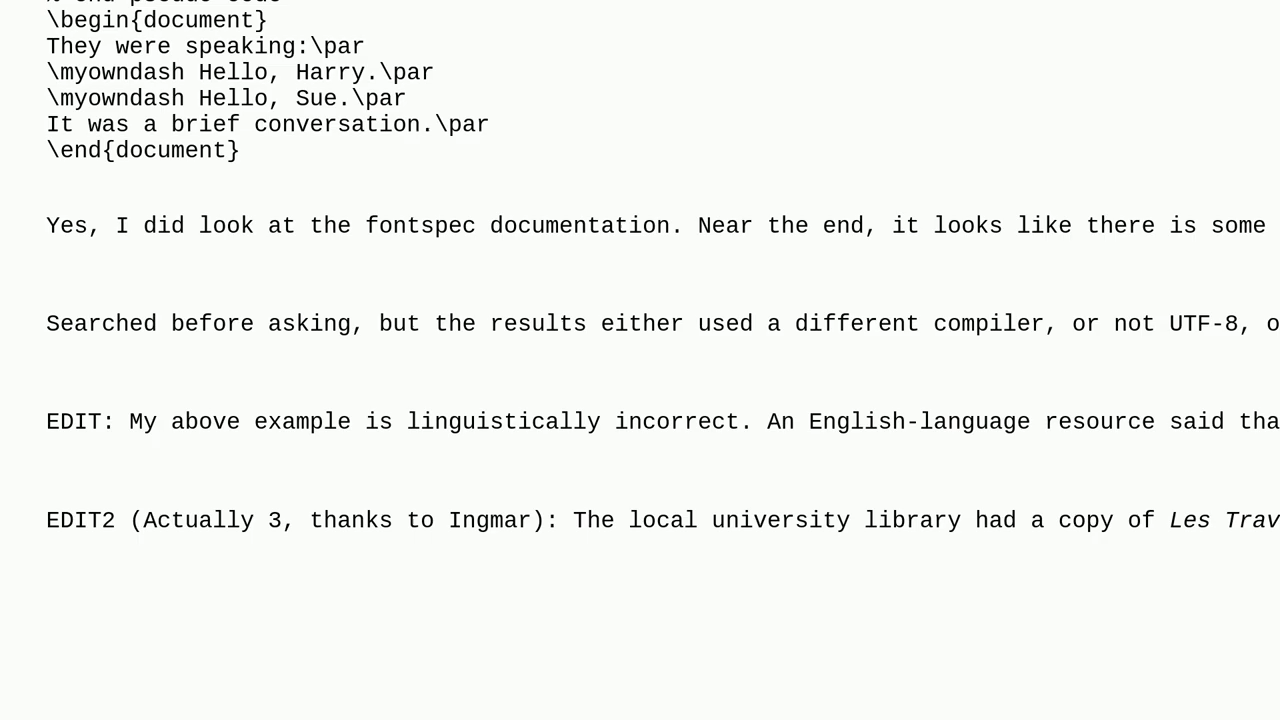 \begin{document}
They were speaking:\par
\myowndash Hello, Harry.\par
\myowndash Hello, Sue.\par
It was a brief conversation.\par
\end{document}
Yes, I did look at the fontspec documentation. Near the end, it looks like there is some
Searched before asking, but the results either used a different compiler, or not UTF-8,
EDIT: My above example is linguistically incorrect. An English-language resource said
EDIT2 (Actually 3, thanks to Ingmar): The local university library had a copy of Les